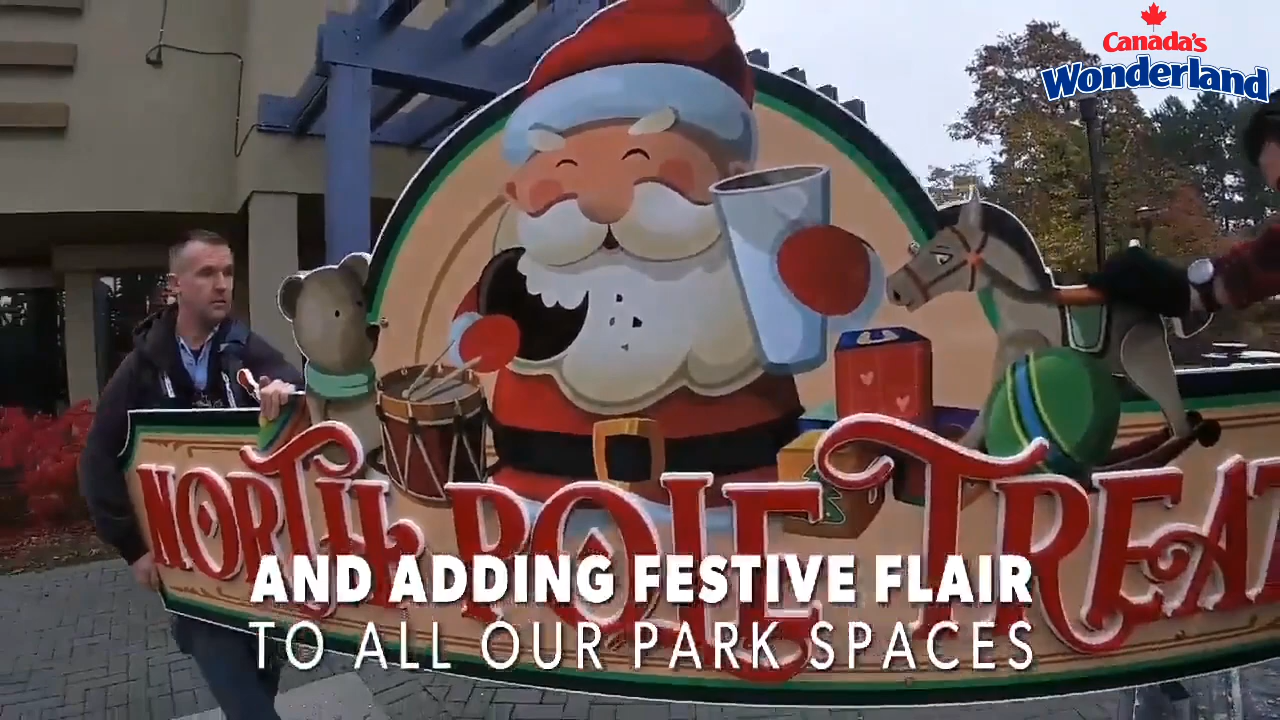 Canada's
Wonderland
NORTH POLE TREAT
AND ADDING FESTIVE FLAIR
TO ALL OUR PARK SPACES